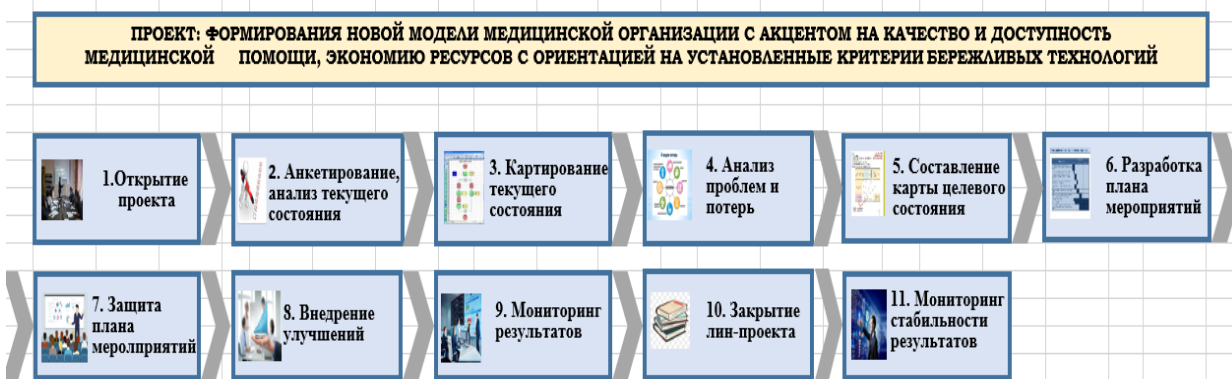 ПРОЕКТ: ФОРМИРОВАНИЯ НОВОЙ МОДЕЛИ МЕДИЦИНСКОЙ ОРГАНИЗАЦИИ С АКЦЕНТОМ НА КАЧЕСТВО И ДОСТУПНОСТЬ
МЕДИЦИНСКОЙ ПОМОЩИ, ЭКОНОМИЮ РЕСУРСОВ С ОРИЕНТАЦИЕЙ НА УСТАНОВЛЕННЫЕ КРИТЕРИИ БЕРЕЖЛИВЫХ ТЕХНОЛОГИЙ
1.Открытие
проекта
2. Анкетирование,
анализ текущего
состояния
3. Картирование
текущего
состояния
4. Анализ
проблем и
потерь
5. Составление
карты целевого
состояния
6. Разработка
плана
мероприятий
7. Защита
плана
меролприятий
8. Внедрение
улучшений
9. Мониторинг
результатов
10. Закрытие
лин-проекта
11. Мониторинг
стабильности
результатов